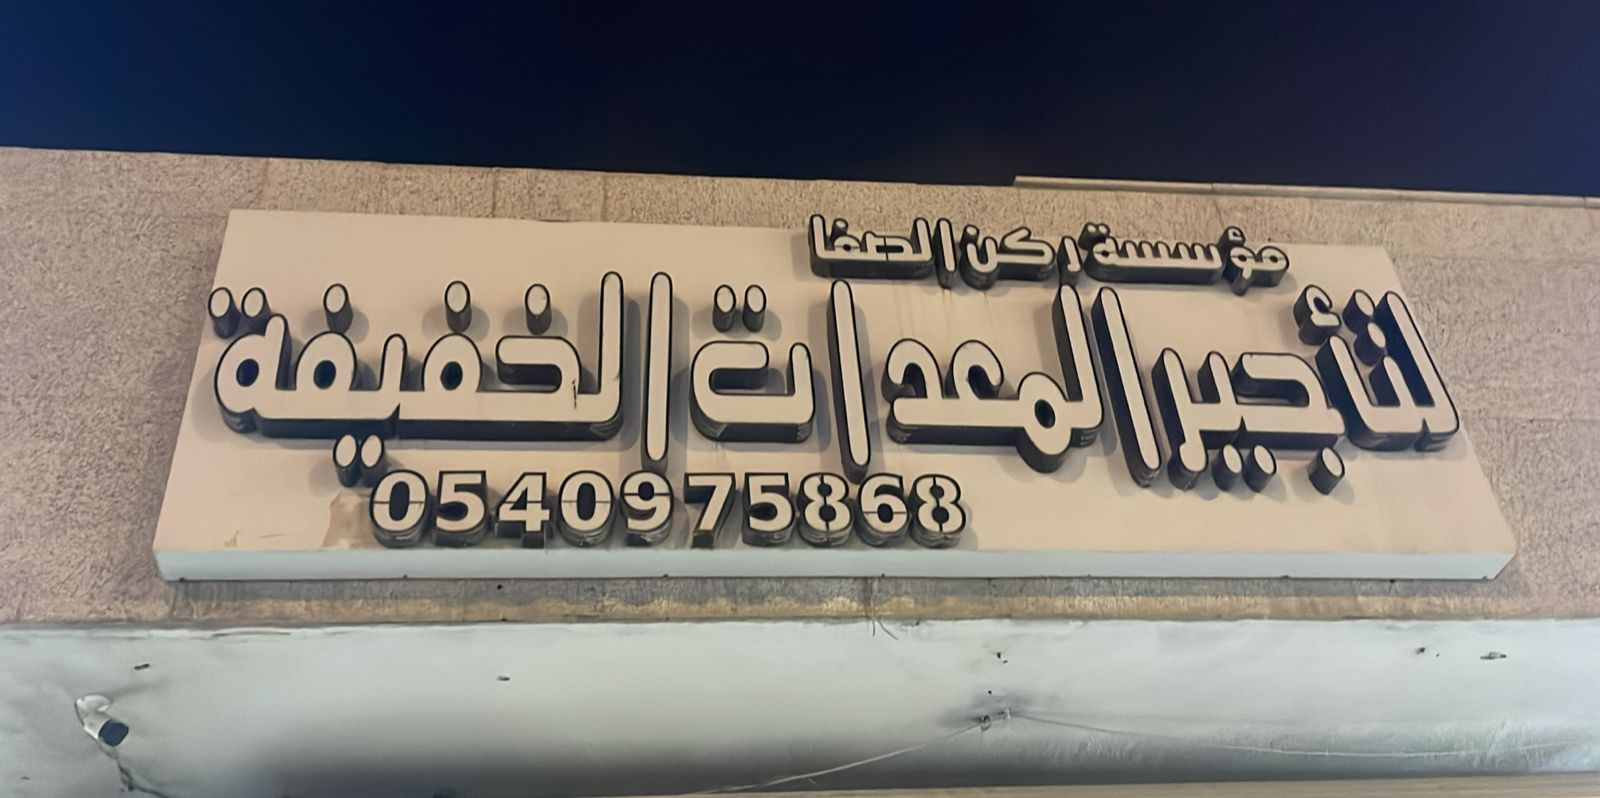 مؤسسة ركن الصفا
لتأجير المعدات الخفيفة
0540975868